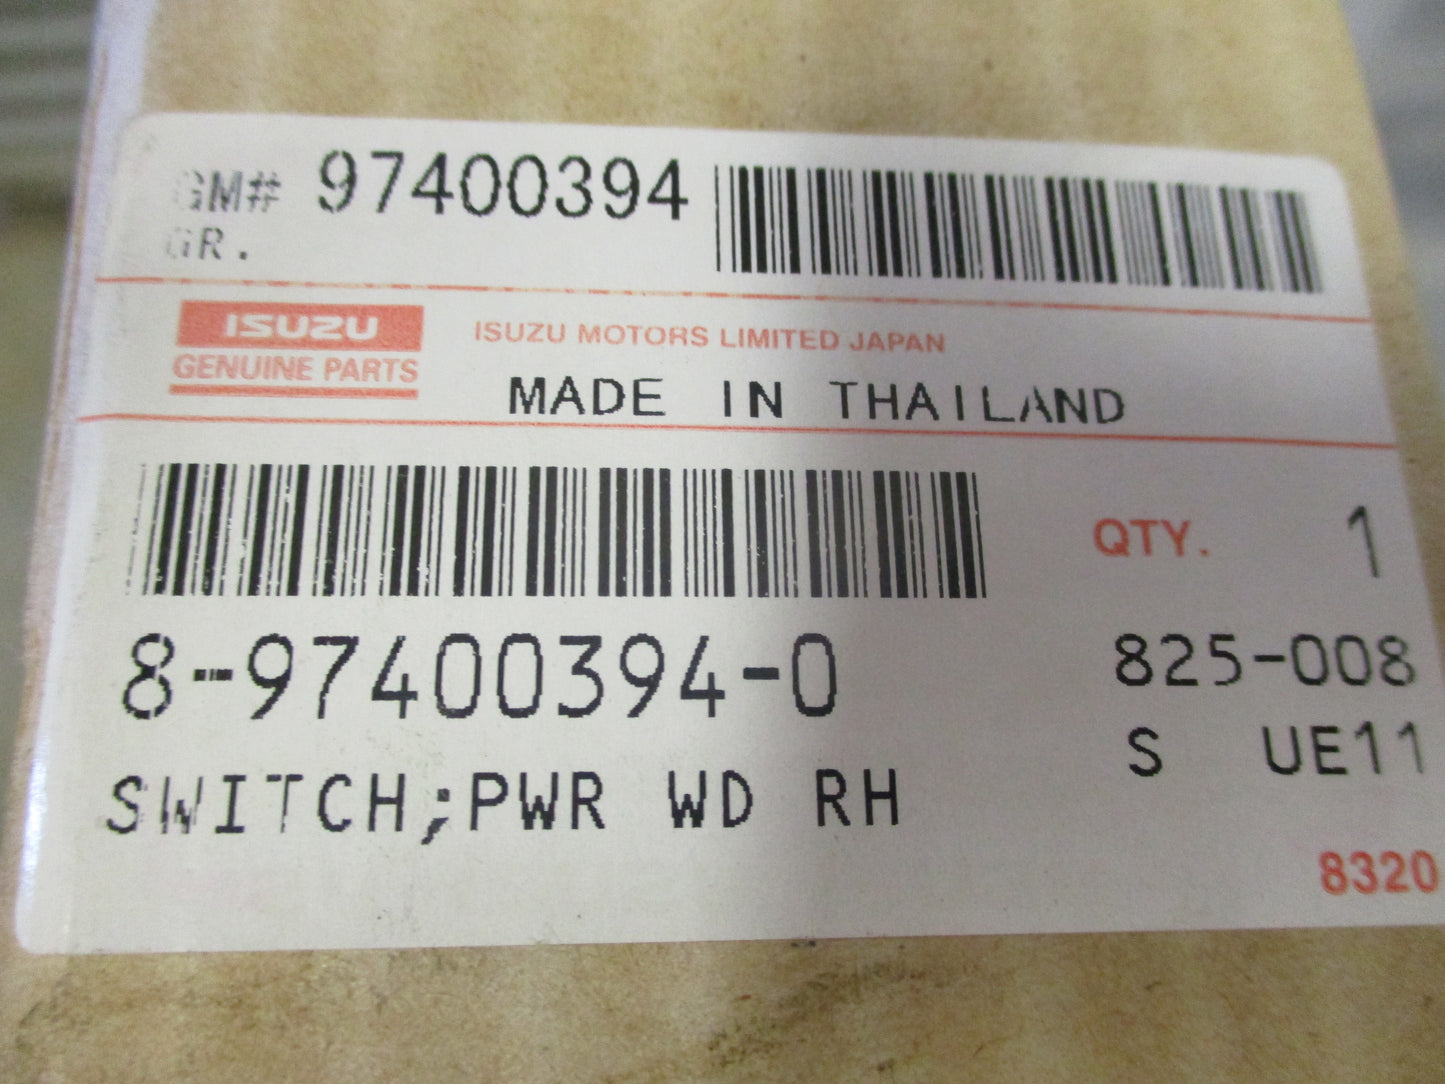 GM# 97400394
GR.
ISUZU
GENUINE PARTS
ISUZU MOTORS LIMITED JAPAN
MADE IN THAILAND
QTY. 1
8-97400394-0
825-008
S UE11
SWITCH;PWR WD RH
8320